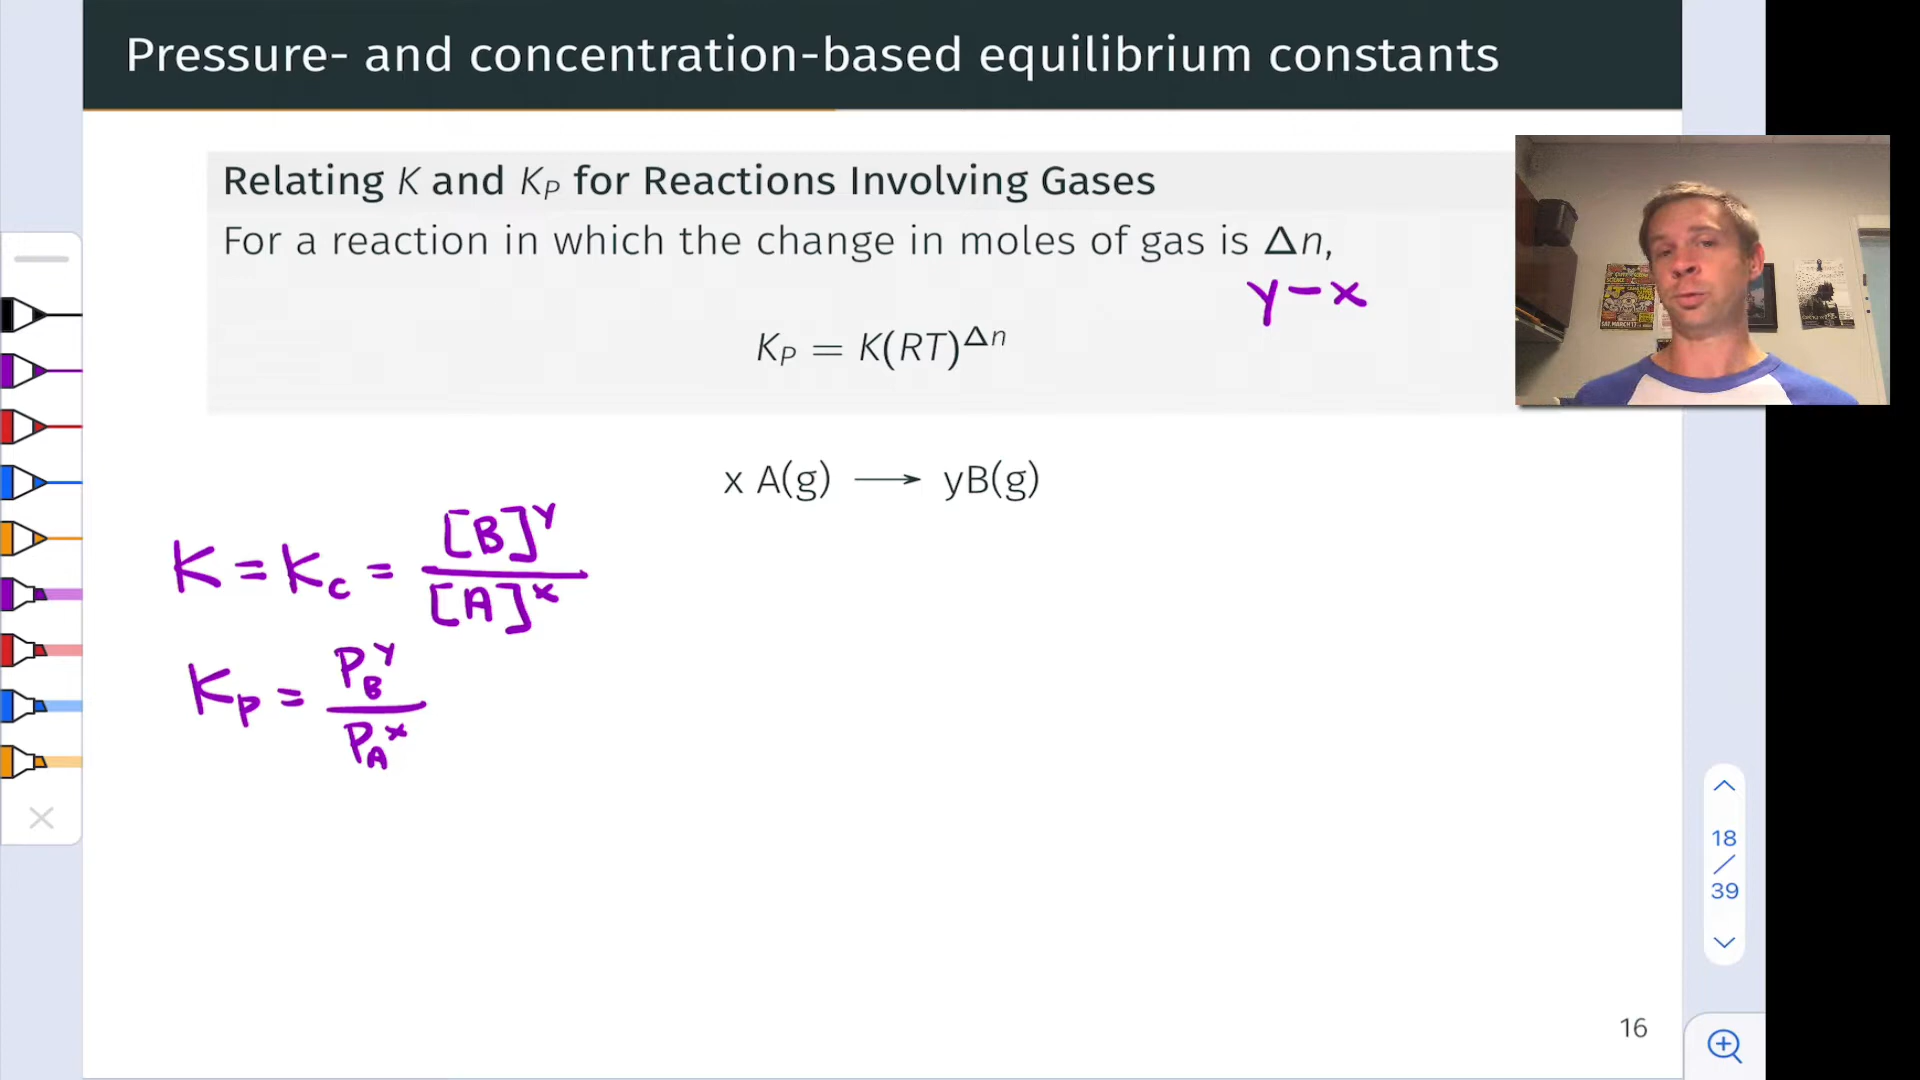 Pressure- and concentration-based equilibrium constants
Relating K and K_P for Reactions Involving Gases
For a reaction in which the change in moles of gas is Δn,
y-x
K_P = K(RT)^Δn
x A(g) ⟶ yB(g)
K = K_c = [B]^y / [A]^x
K_p = P_B^y / P_A^x
18
/
39
16